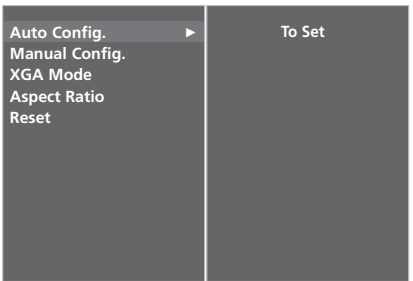 Auto Config. ► To Set
Manual Config.
XGA Mode
Aspect Ratio
Reset